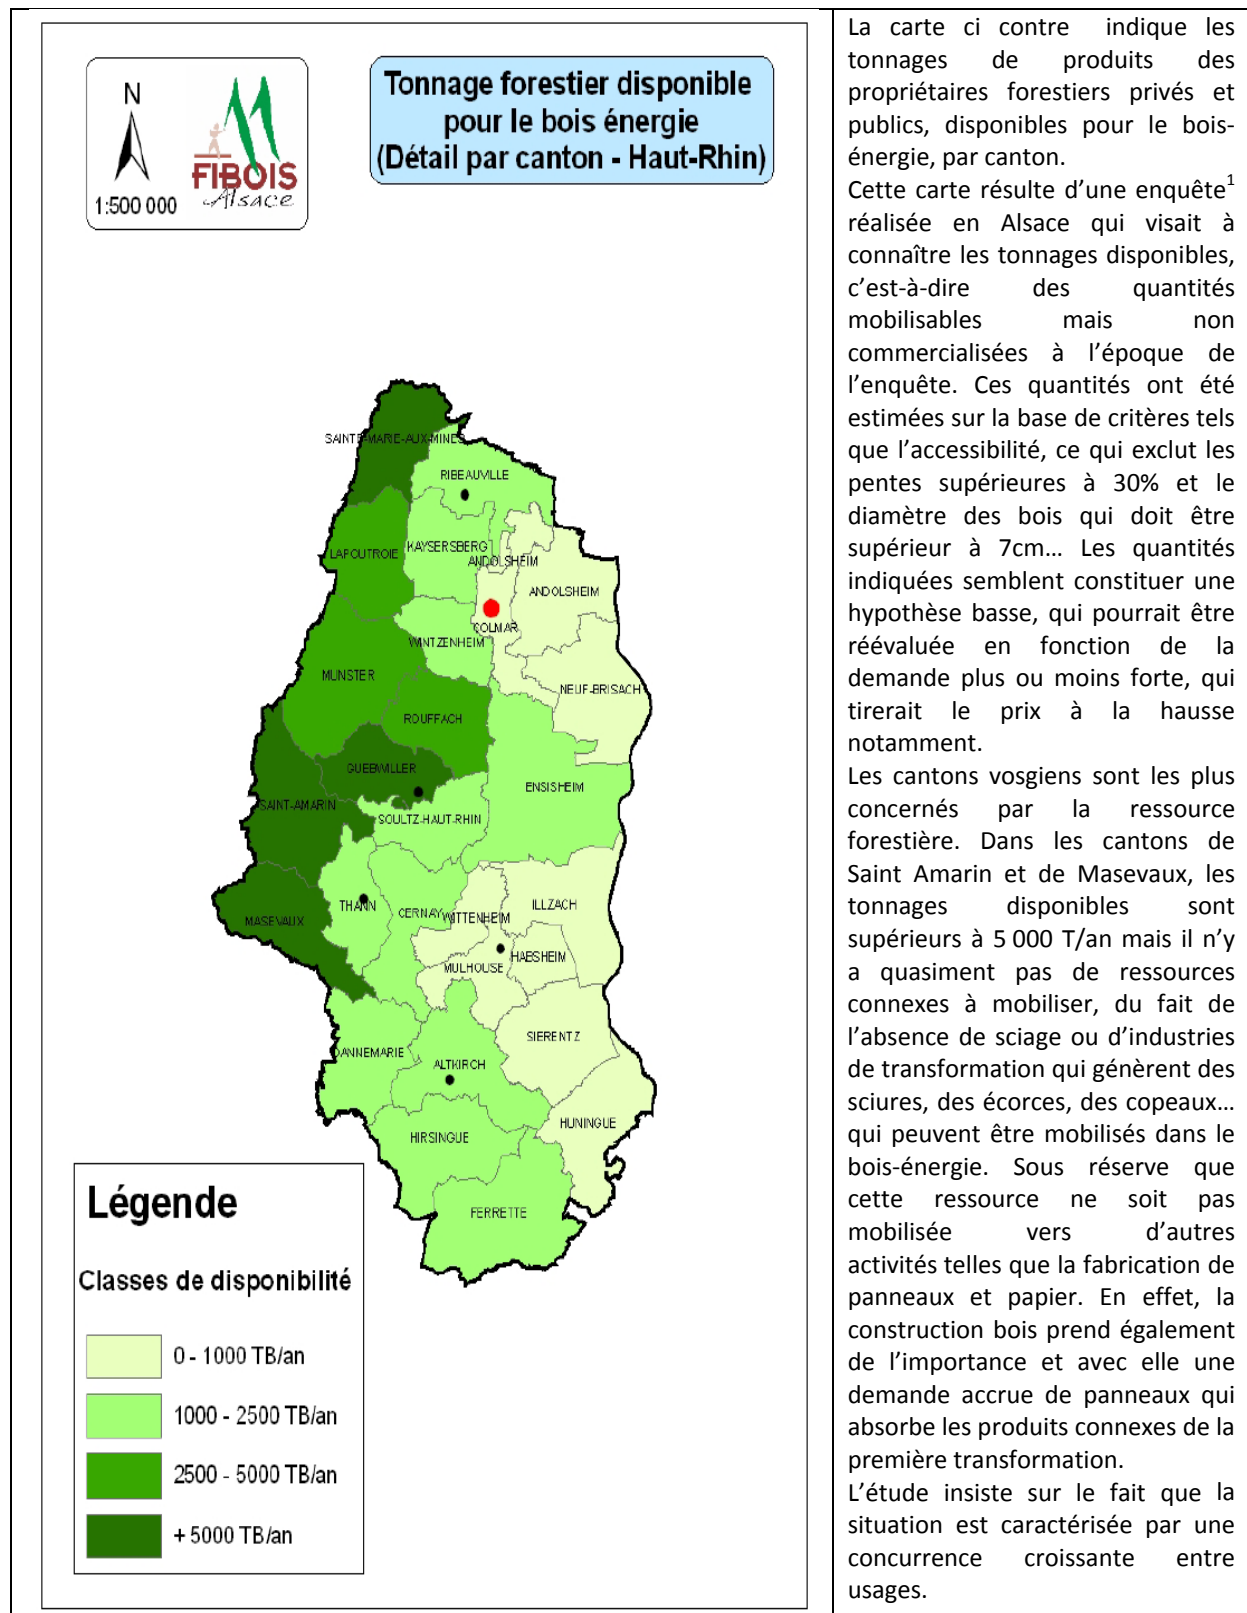 N
1:500 000
FIBOIS
Alsace
Tonnage forestier disponible
pour le bois énergie
(Détail par canton - Haut-Rhin)
SAINTE-MARIE-AUX-MINES
RIBEAUVILLE
LAPOUTROIE
KAYSERSBERG
ANDOLSHEIM
ANDOLSHEIM
COLMAR
WINTZENHEIM
MUNSTER
NEUF-BRISACH
ROUFFACH
GUEBWILLER
ENSISHEIM
SAINT-AMARIN
SOULTZ-HAUT-RHIN
THANN
CERNAY
WITTENHEIM
ILLZACH
MASEVAUX
MULHOUSE
HABSHEIM
SIERENTZ
DANNEMARIE
ALTKIRCH
HUNINGUE
HIRSINGUE
FERRETTE
Légende
Classes de disponibilité
0 - 1000 TB/an
1000 - 2500 TB/an
2500 - 5000 TB/an
+ 5000 TB/an
La carte ci contre indique les
tonnages de produits des
propriétaires forestiers privés et
publics, disponibles pour le bois-
énergie, par canton.
Cette carte résulte d'une enquête¹
réalisée en Alsace qui visait à
connaître les tonnages disponibles,
c'est-à-dire des quantités
mobilisables mais non
commercialisées à l'époque de
l'enquête. Ces quantités ont été
estimées sur la base de critères tels
que l'accessibilité, ce qui exclut les
pentes supérieures à 30% et le
diamètre des bois qui doit être
supérieur à 7cm… Les quantités
indiquées semblent constituer une
hypothèse basse, qui pourrait être
réévaluée en fonction de la
demande plus ou moins forte, qui
tirerait le prix à la hausse
notamment.
Les cantons vosgiens sont les plus
concernés par la ressource
forestière. Dans les cantons de
Saint Amarin et de Masevaux, les
tonnages disponibles sont
supérieurs à 5 000 T/an mais il n'y
a quasiment pas de ressources
connexes à mobiliser, du fait de
l'absence de sciage ou d'industries
de transformation qui génèrent des
sciures, des écorces, des copeaux…
qui peuvent être mobilisés dans le
bois-énergie. Sous réserve que
cette ressource ne soit pas
mobilisée vers d'autres
activités telles que la fabrication de
panneaux et papier. En effet, la
construction bois prend également
de l'importance et avec elle une
demande accrue de panneaux qui
absorbe les produits connexes de la
première transformation.
L'étude insiste sur le fait que la
situation est caractérisée par une
concurrence croissante entre
usages.